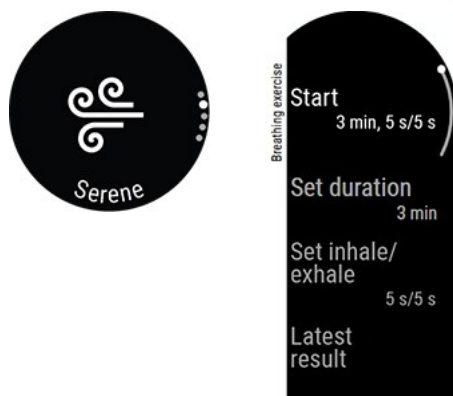 Serene
Breathing exercise
Start
3 min, 5 s/5 s
Set duration
3 min
Set inhale/
exhale
5 s/5 s
Latest
result